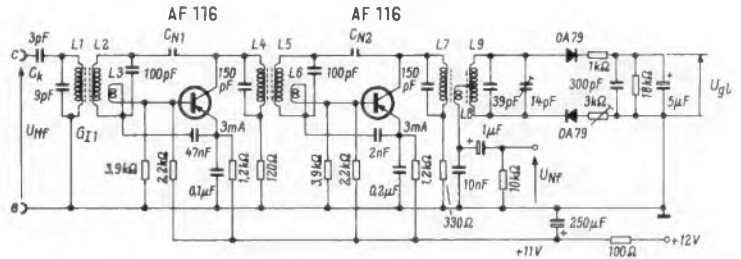 AF 116 AF 116
3pF L1 L2 C_N1 L4 L5 C_N2 L7 L9 0A79
C
C_k L3 L6 1kΩ
9pF 100pF 150 pF 100pF 150 pF L8 39pF 14pF 300pF 18kΩ 5μF + U_gl
3kΩ
U_Hf G_I1 3mA 3mA 1μF 0A79
47nF 2nF +
3,9kΩ 2,2kΩ 0,1μF 1,2kΩ 120Ω 3,9kΩ 2,2kΩ 0,2μF 1,2kΩ 10nF 10kΩ U_Nf
B 330Ω 250μF
+
+11V 100Ω +12V